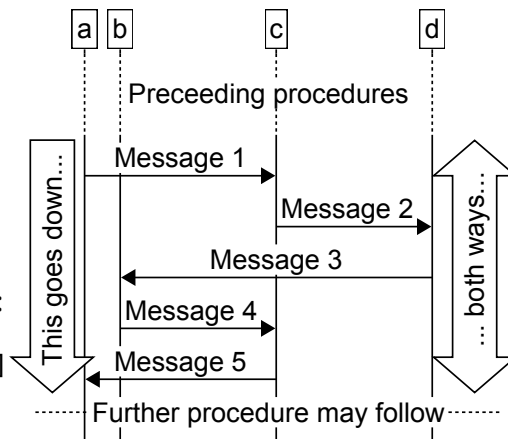 a b c d
Preceeding procedures
Message 1
Message 2
Message 3
Message 4
Message 5
This goes down...
... both ways...
Further procedure may follow